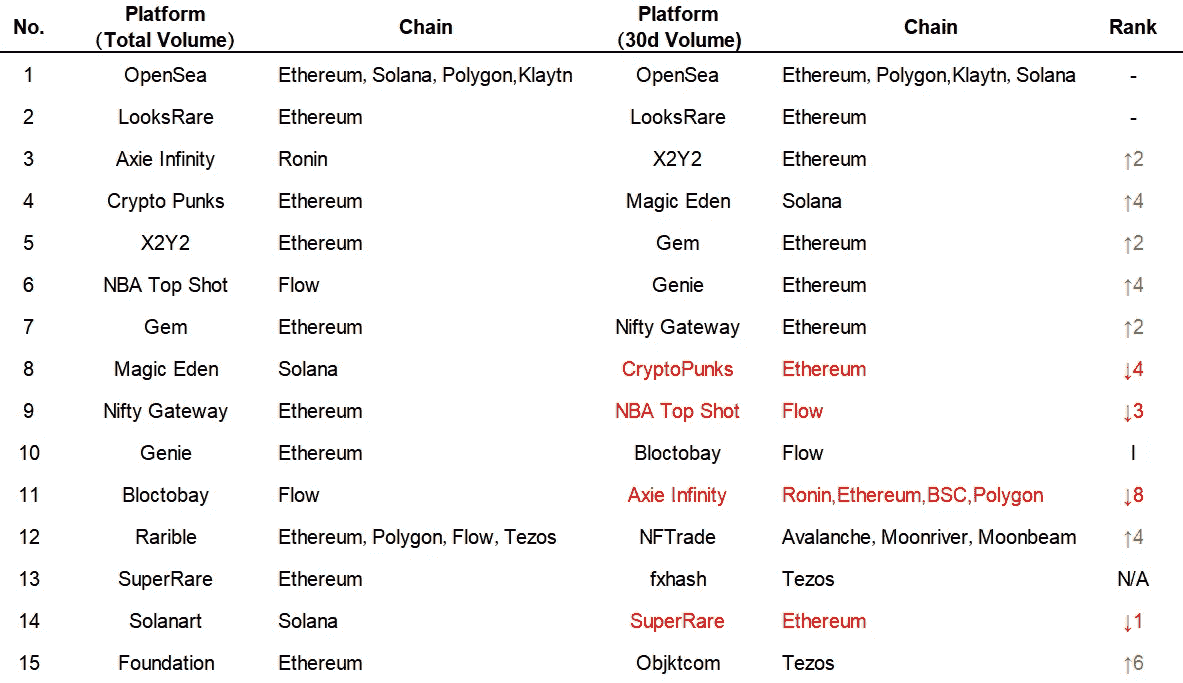 No. Platform (Total Volume) Chain Platform (30d Volume) Chain Rank
1 OpenSea Ethereum, Solana, Polygon,Klaytn OpenSea Ethereum, Polygon,Klaytn, Solana -
2 LooksRare Ethereum LooksRare Ethereum -
3 Axie Infinity Ronin X2Y2 Ethereum ↑2
4 Crypto Punks Ethereum Magic Eden Solana ↑4
5 X2Y2 Ethereum Gem Ethereum ↑2
6 NBA Top Shot Flow Genie Ethereum ↑4
7 Gem Ethereum Nifty Gateway Ethereum ↑2
8 Magic Eden Solana CryptoPunks Ethereum ↓4
9 Nifty Gateway Ethereum NBA Top Shot Flow ↓3
10 Genie Ethereum Bloctobay Flow I
11 Bloctobay Flow Axie Infinity Ronin,Ethereum,BSC,Polygon ↓8
12 Rarible Ethereum, Polygon, Flow, Tezos NFTrade Avalanche, Moonriver, Moonbeam ↑4
13 SuperRare Ethereum fxhash Tezos N/A
14 Solanart Solana SuperRare Ethereum ↓1
15 Foundation Ethereum Objktcom Tezos ↑6